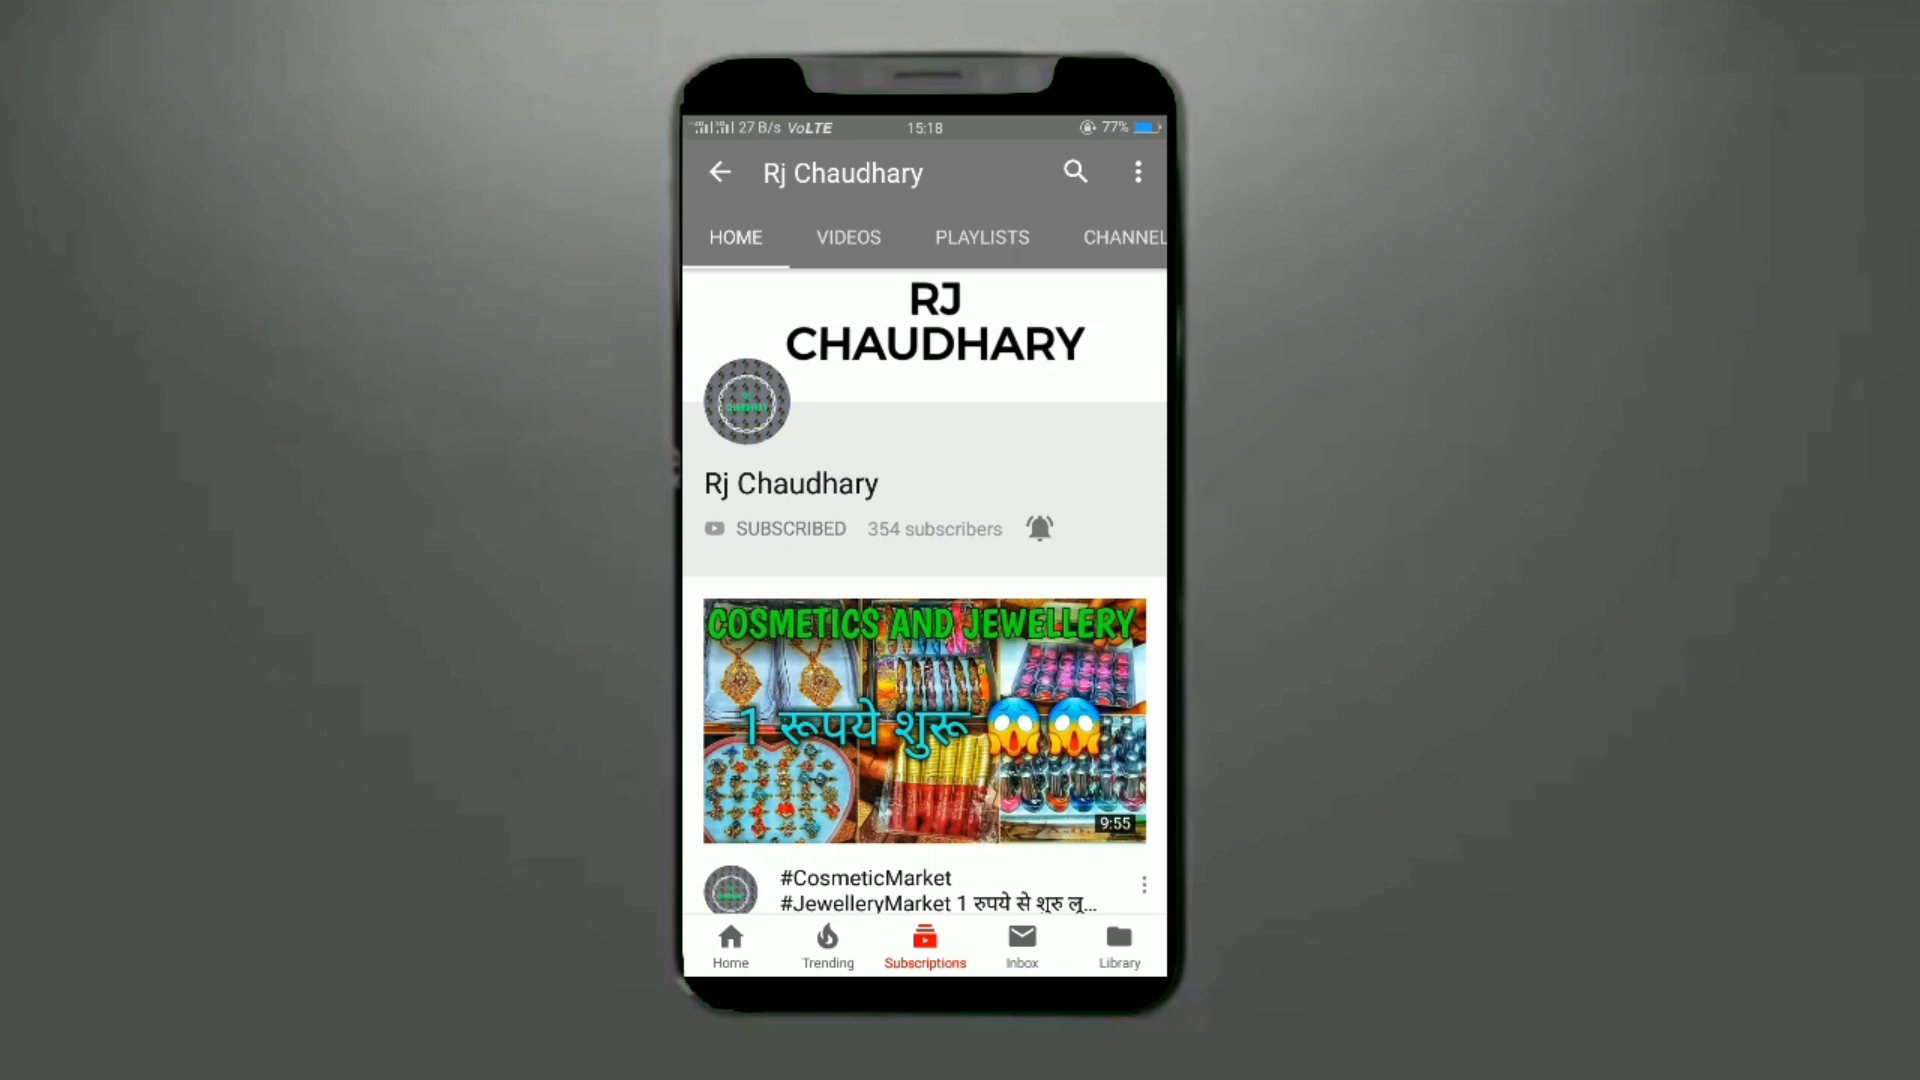 27 B/s VoLTE 15:18 77%
Rj Chaudhary
HOME VIDEOS PLAYLISTS CHANNEL
RJ
CHAUDHARY
Rj Chaudhary
SUBSCRIBED 354 subscribers
COSMETICS AND JEWELLERY
1 रूपये शुरू
9:55
#CosmeticMarket
#JewelleryMarket 1 रुपये से शुरु लू...
Home Trending Subscriptions Inbox Library